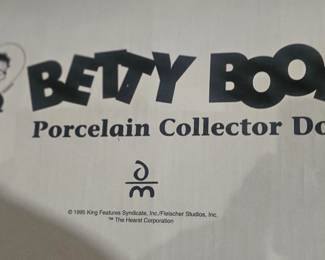 BETTY BOO
Porcelain Collector Do
© 1995 King Features Syndicate, Inc./Fleischer Studios, Inc.
™ The Hearst Corporation